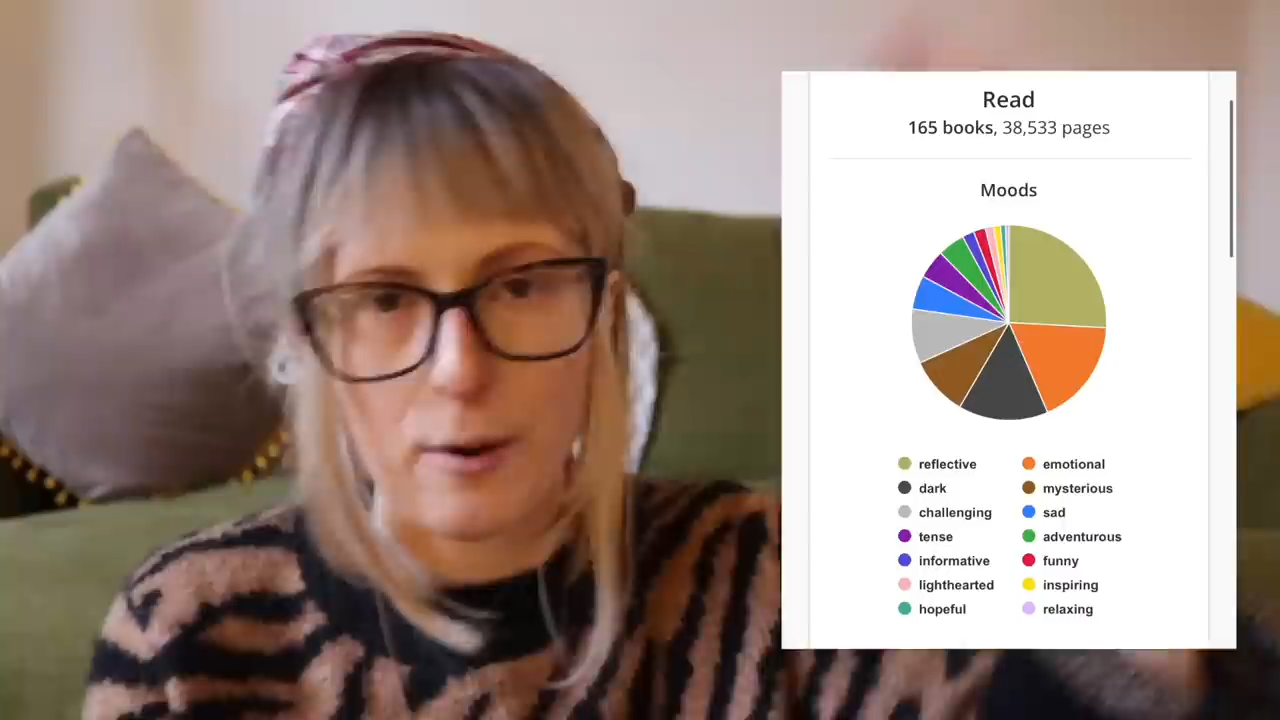 Read
165 books, 38,533 pages
Moods
reflective emotional
dark mysterious
challenging sad
tense adventurous
informative funny
lighthearted inspiring
hopeful relaxing